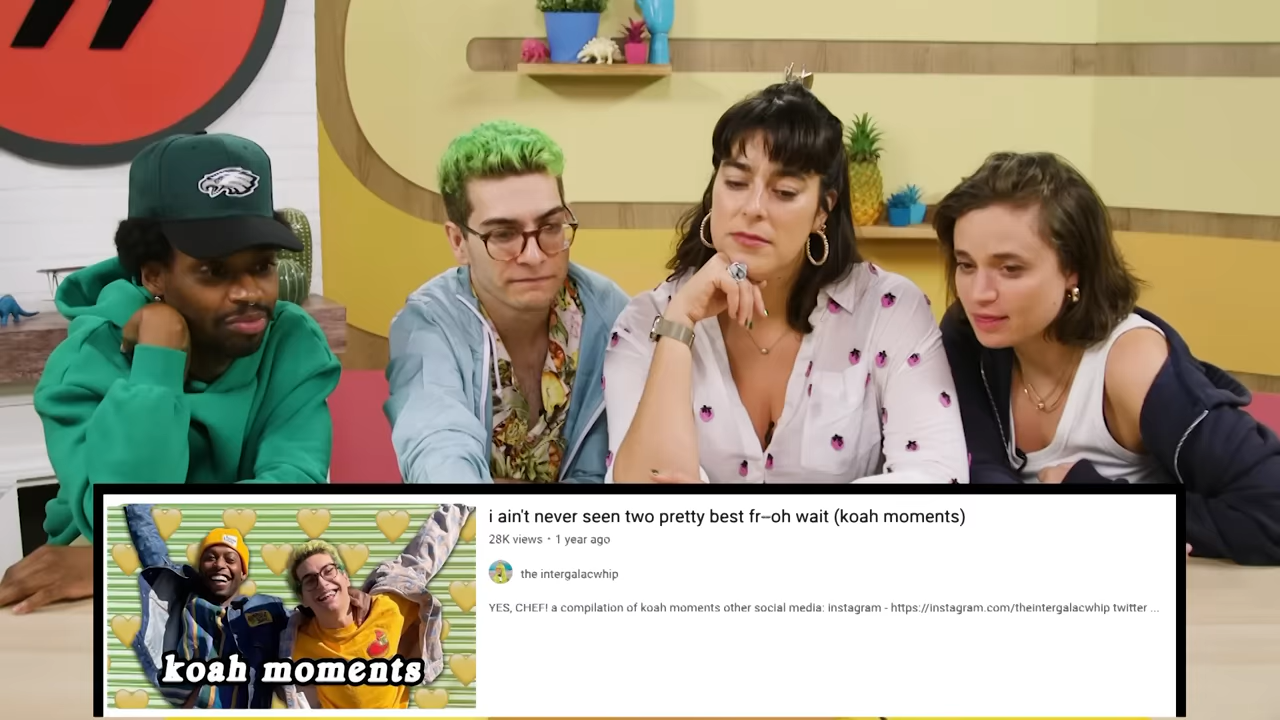 i ain't never seen two pretty best fr–oh wait (koah moments)
28K views • 1 year ago
the intergalacwhip
YES, CHEF! a compilation of koah moments other social media: instagram - https://instagram.com/theintergalacwhip twitter ...
koah moments